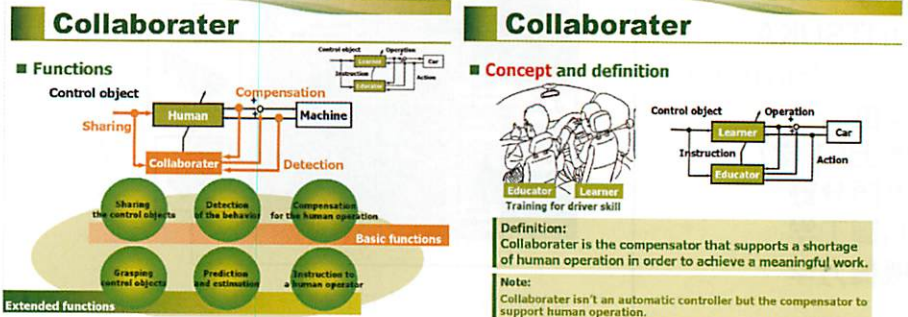 Collaborater
Functions
Control object
Operation
Learner
Car
Instruction
Educator
Action
Control object
Compensation
Human
Machine
Sharing
Collaborater
Detection
Sharing
the control objects
Detection
of the behavior
Compensation
for the human operation
Basic functions
Grasping
control objects
Prediction
and estimation
Instruction to
a human operator
Extended functions
Collaborater
Concept and definition
Control object
Operation
Learner
Car
Instruction
Educator
Action
Educator
Learner
Training for driver skill
Definition:
Collaborater is the compensator that supports a shortage
of human operation in order to achieve a meaningful work.
Note:
Collaborater isn't an automatic controller but the compensator to
support human operation.